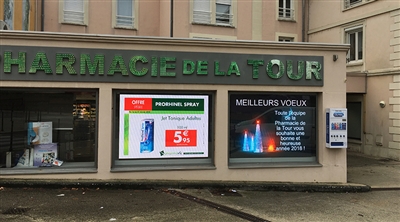 PHARMACIE DE LA TOUR
OFFRE
PRORHINEL SPRAY
Jet Tonique Adultes
5€95
MEILLEURS VOEUX
Toute l'équipe
de la
Pharmacie de
la Tour vous
souhaite une
bonne et
heureuse
année 2018 !